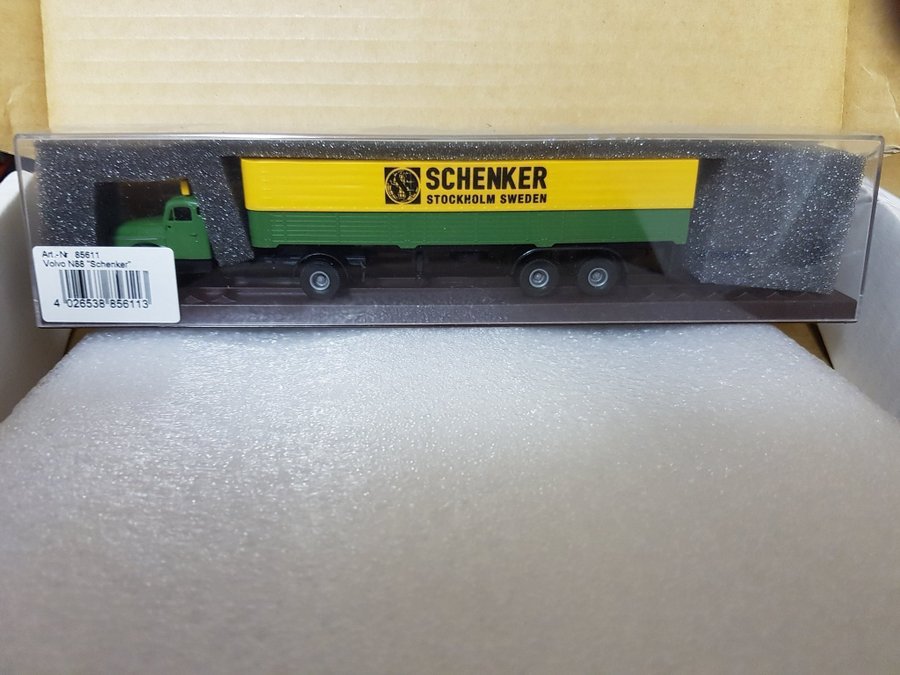 SCHENKER
STOCKHOLM SWEDEN
Art.-Nr. 85611
Volvo N88 "Schenker"
4 026538 856113